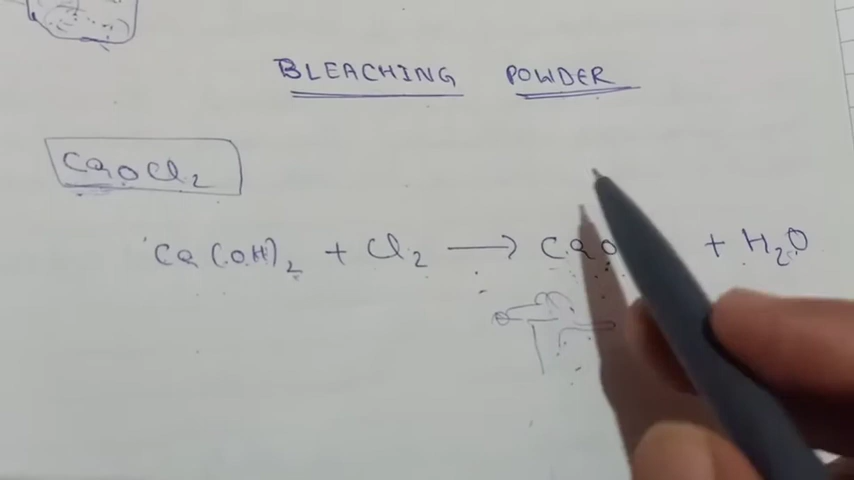 BLEACHING POWDER
CaOCl2
Ca(OH)2 + Cl2 → CaO + H2O